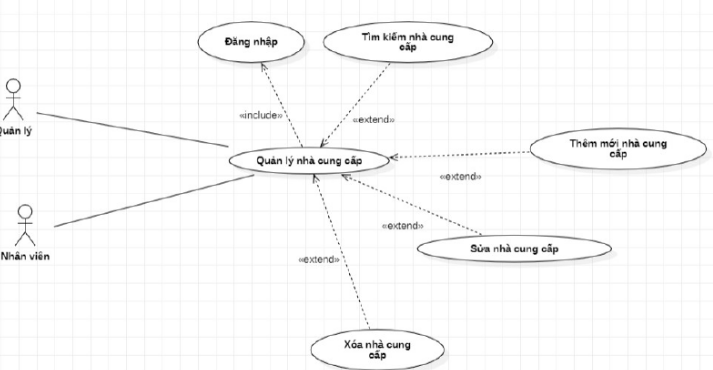 Đăng nhập
Tìm kiếm nhà cung
cấp
«include»
«extend»
Quản lý
Quản lý nhà cung cấp
Thêm mới nhà cung
cấp
«extend»
Nhân viên
«extend»
Sửa nhà cung cấp
«extend»
Xóa nhà cung
cấp